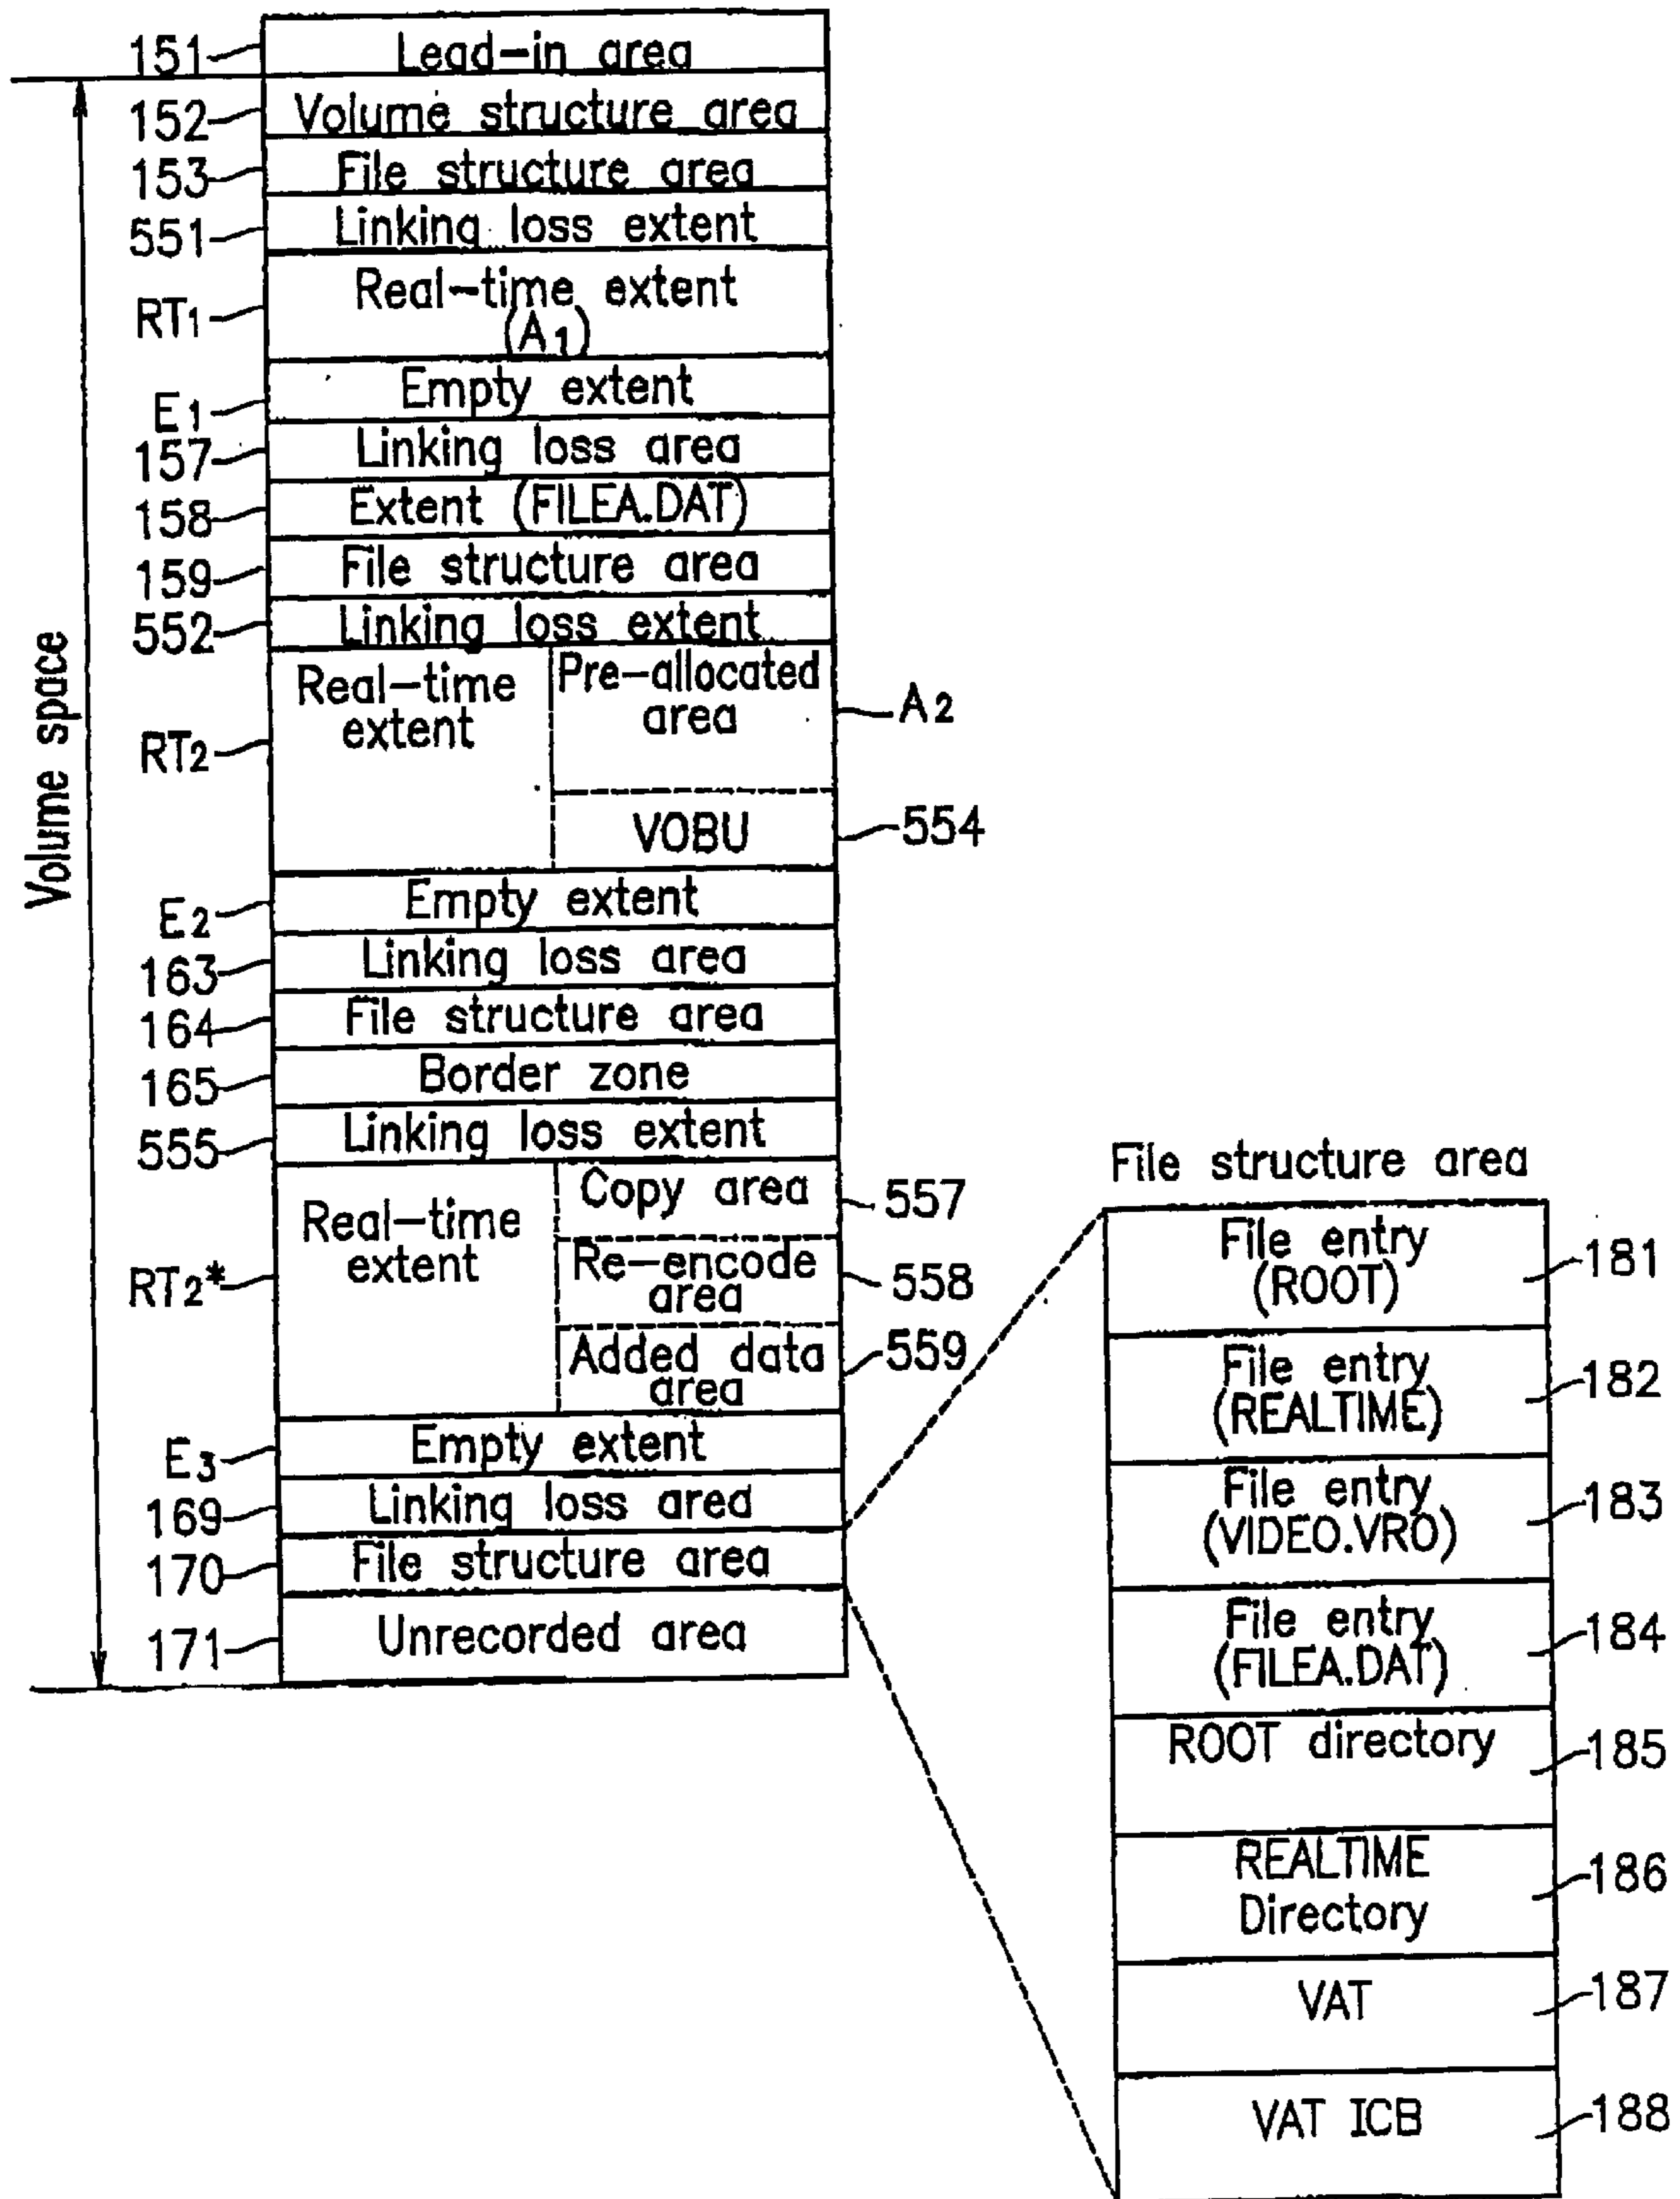 151
Lead-in area
152
Volume structure area
153
File structure area
551
Linking loss extent
RT1
Real-time extent
(A1)
E1
Empty extent
157
Linking loss area
158
Extent (FILEA.DAT)
159
File structure area
552
Linking loss extent
Volume space
RT2
Real-time
extent
Pre-allocated
area
A2
VOBU
554
E2
Empty extent
163
Linking loss area
164
File structure area
165
Border zone
555
Linking loss extent
RT2*
Real-time
extent
Copy area
557
Re-encode
area
558
Added data
area
559
E3
Empty extent
169
Linking loss area
170
File structure area
171
Unrecorded area
File structure area
File entry
(ROOT)
181
File entry
(REALTIME)
182
File entry
(VIDEO.VRO)
183
File entry
(FILEA.DAT)
184
ROOT directory
185
REALTIME
Directory
186
VAT
187
VAT ICB
188